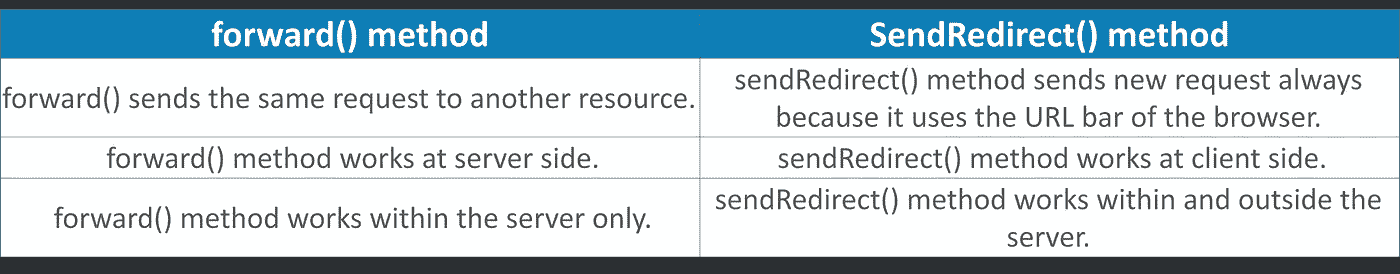 forward() method
SendRedirect() method
forward() sends the same request to another resource.
sendRedirect() method sends new request always
because it uses the URL bar of the browser.
forward() method works at server side.
sendRedirect() method works at client side.
forward() method works within the server only.
sendRedirect() method works within and outside the
server.